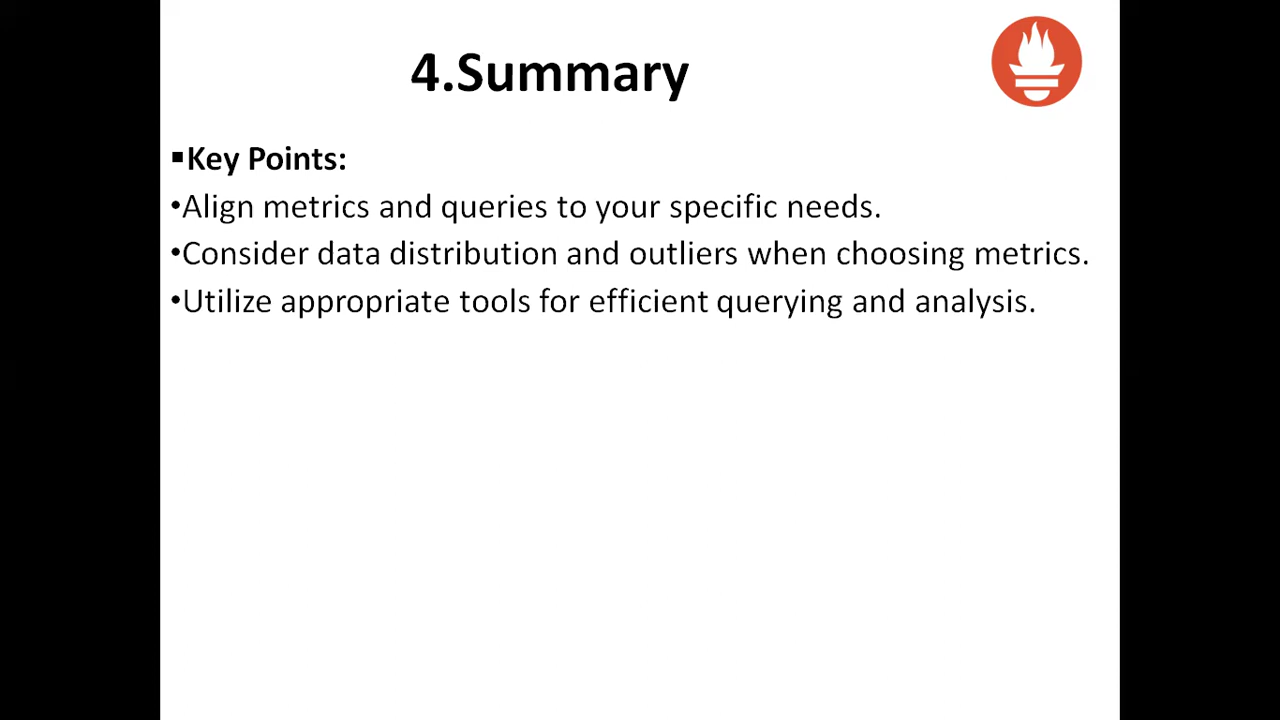 4.Summary
▪Key Points:
•Align metrics and queries to your specific needs.
•Consider data distribution and outliers when choosing metrics.
•Utilize appropriate tools for efficient querying and analysis.